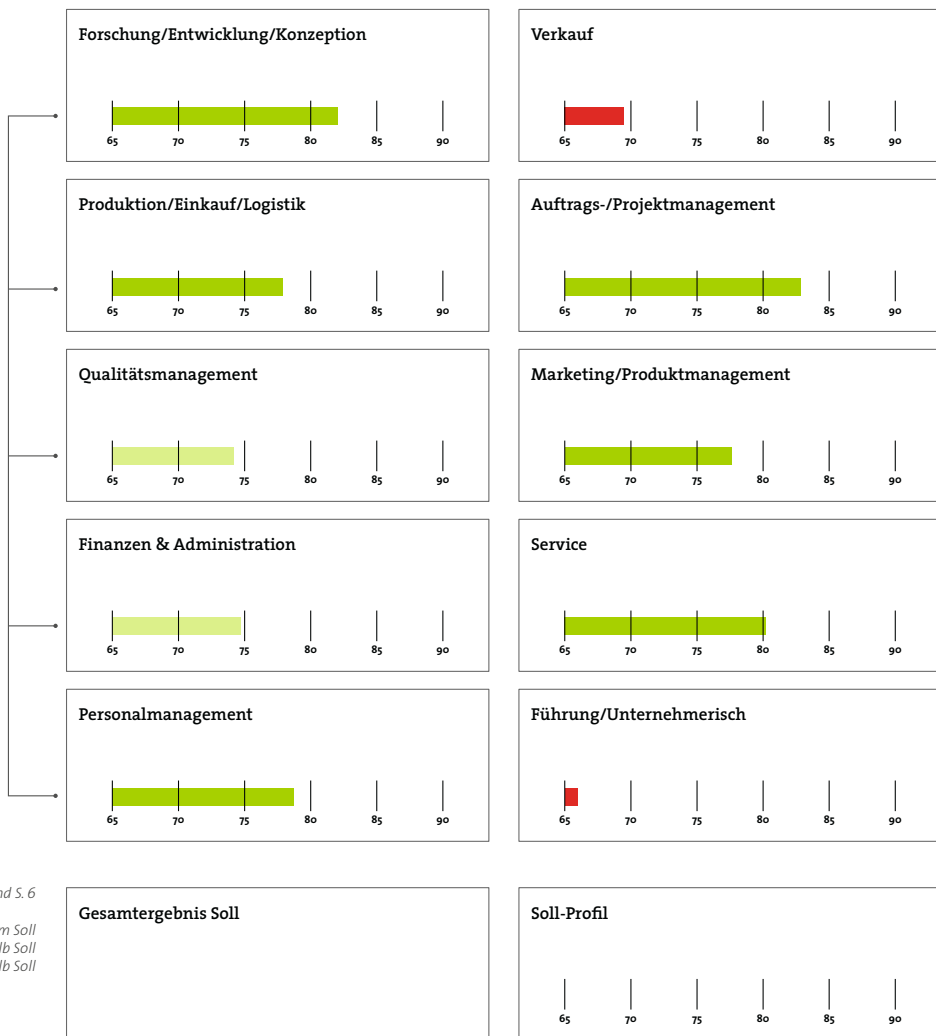 Forschung/Entwicklung/Konzeption
65 70 75 80 85 90
Verkauf
65 70 75 80 85 90
Produktion/Einkauf/Logistik
65 70 75 80 85 90
Auftrags-/Projektmanagement
65 70 75 80 85 90
Qualitätsmanagement
65 70 75 80 85 90
Marketing/Produktmanagement
65 70 75 80 85 90
Finanzen & Administration
65 70 75 80 85 90
Service
65 70 75 80 85 90
Personalmanagement
65 70 75 80 85 90
Führung/Unternehmerisch
65 70 75 80 85 90
S. 6
Soll
Soll
Soll
Gesamtergebnis Soll
Soll-Profil
65 70 75 80 85 90